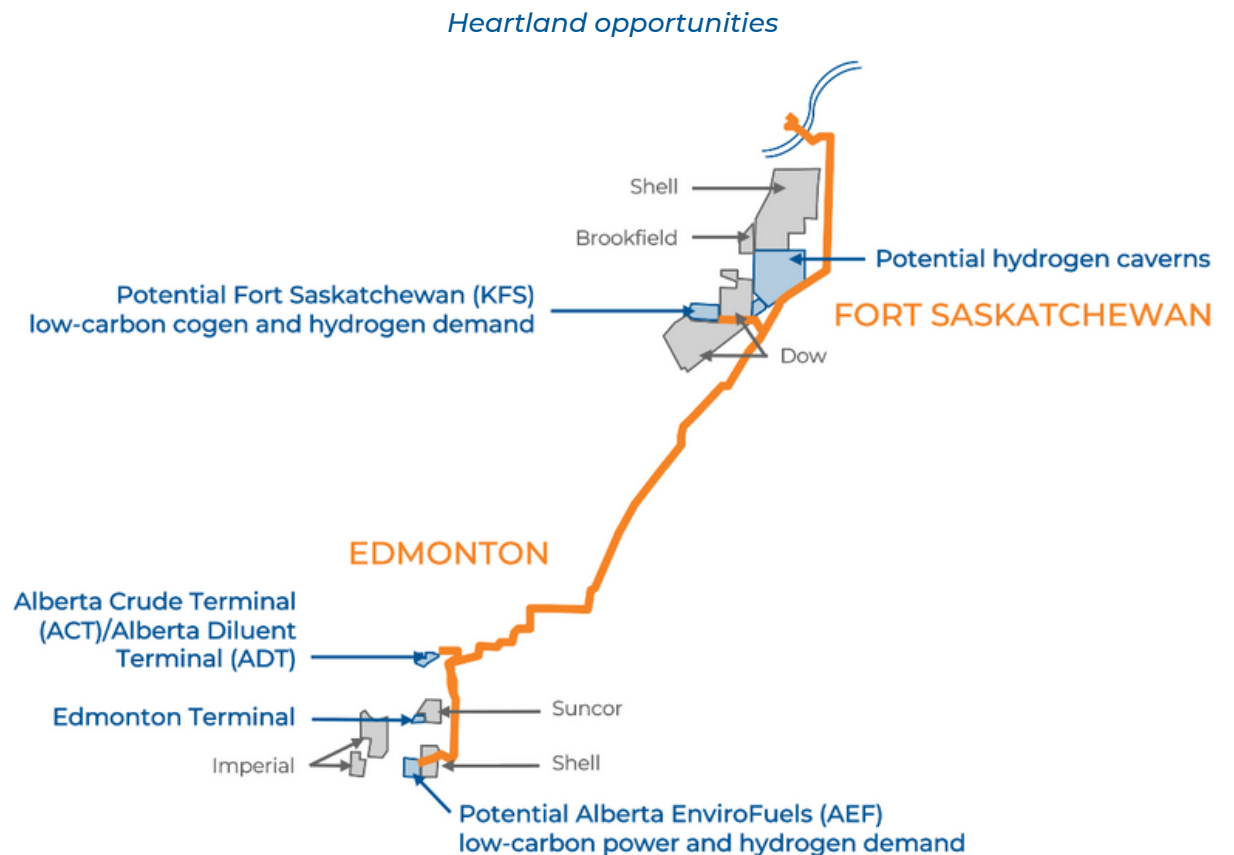 Heartland opportunities
Shell
Brookfield
Potential hydrogen caverns
Potential Fort Saskatchewan (KFS)
low-carbon cogen and hydrogen demand
FORT SASKATCHEWAN
Dow
EDMONTON
Alberta Crude Terminal
(ACT)/Alberta Diluent
Terminal (ADT)
Edmonton Terminal
Suncor
Imperial
Shell
Potential Alberta EnviroFuels (AEF)
low-carbon power and hydrogen demand